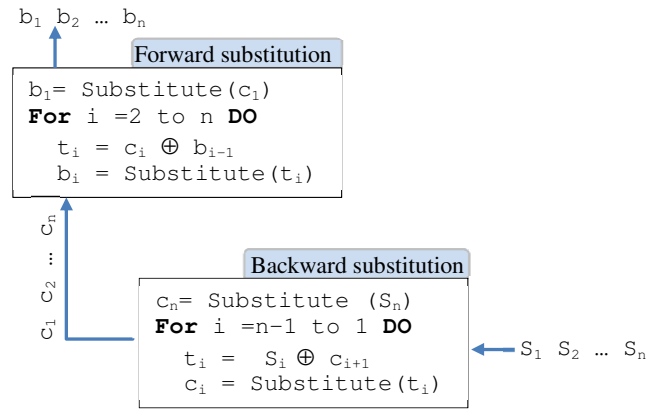 b₁ b₂ … bₙ
Forward substitution
b₁= Substitute(c₁)
For i =2 to n DO
tᵢ = cᵢ ⊕ bᵢ₋₁
bᵢ = Substitute(tᵢ)
c₁ c₂ … cₙ
Backward substitution
cₙ= Substitute (Sₙ)
For i =n-1 to 1 DO
tᵢ = Sᵢ ⊕ cᵢ₊₁
cᵢ = Substitute(tᵢ)
S₁ S₂ … Sₙ